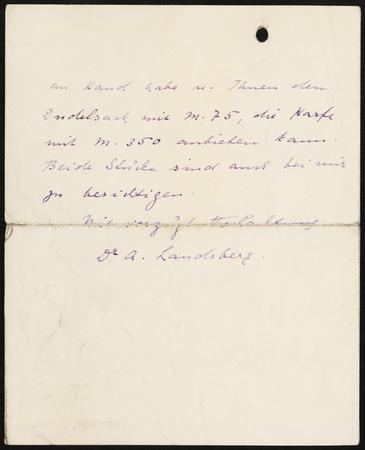 an Hand habe u. Ihnen den
Dudelsack mit M. 75, die Harfe
mit M. 350 anbieten kann.
Beide Stücke sind auch bei mir
zu besichtigen.
Mit vorzügl. Hochachtung
Dr A. Landsberg.